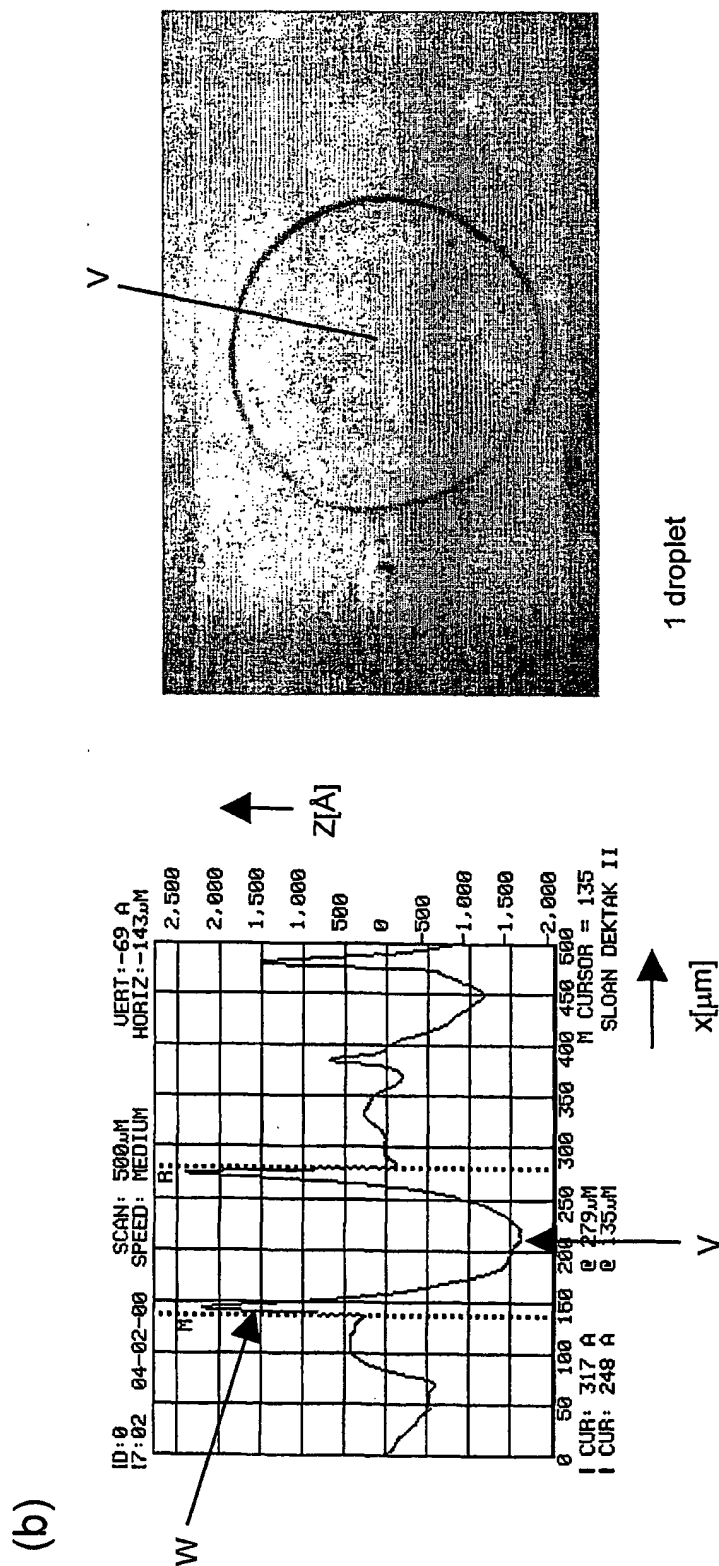 (b)
ID:0 SCAN: 500µM VERT:-69 A
17:02 04-02-00 SPEED: MEDIUM HORIZ:-143µM
M
R
W
2,500
2,000
1,500
1,000
500
0
-500
-1,000
-1,500
-2,000
Z[Å]
0 50 100 150 200 250 300 350 400 450 500
CUR: 317 A @ 279µM M CURSOR = 135
CUR: 248 A @ 135µM SLOAN DEKTAK II
V
x[µm]
V
1 droplet